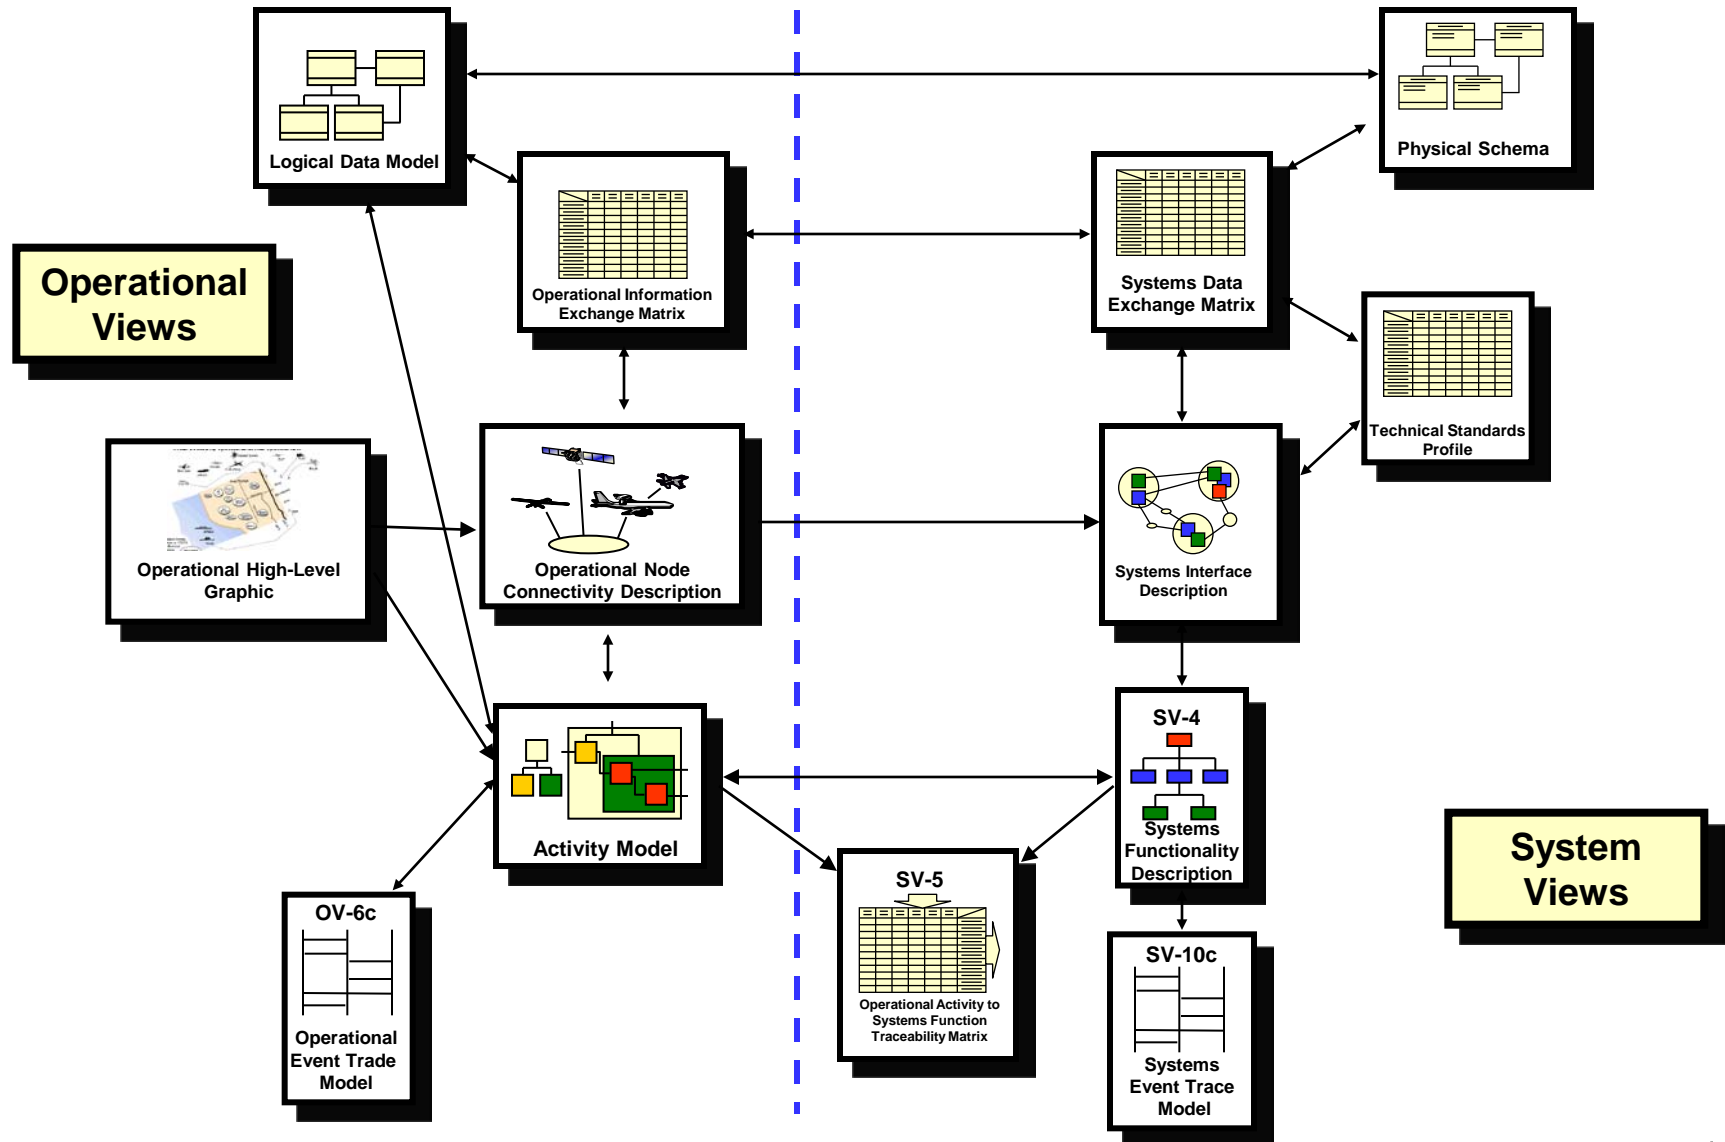 Logical Data Model
Physical Schema
Operational Information
Exchange Matrix
Systems Data
Exchange Matrix
Operational
Views
Technical Standards
Profile
Operational High-Level
Graphic
Operational Node
Connectivity Description
Systems Interface
Description
Activity Model
SV-4
Systems
Functionality
Description
System
Views
OV-6c
Operational
Event Trade
Model
SV-5
Operational Activity to
Systems Function
Traceability Matrix
SV-10c
Systems
Event Trace
Model